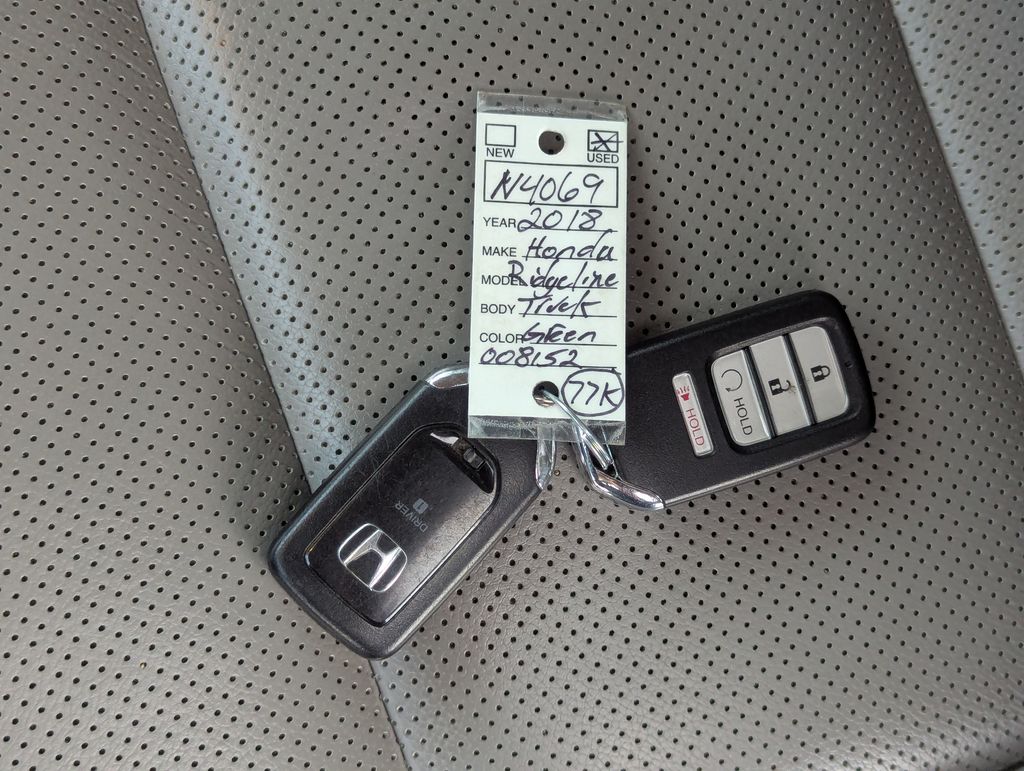 NEW USED
N4069
YEAR 2018
MAKE Honda
MODEL Ridgeline
BODY Truck
COLOR Green
008152
77K
HOLD
HOLD
DRIVER